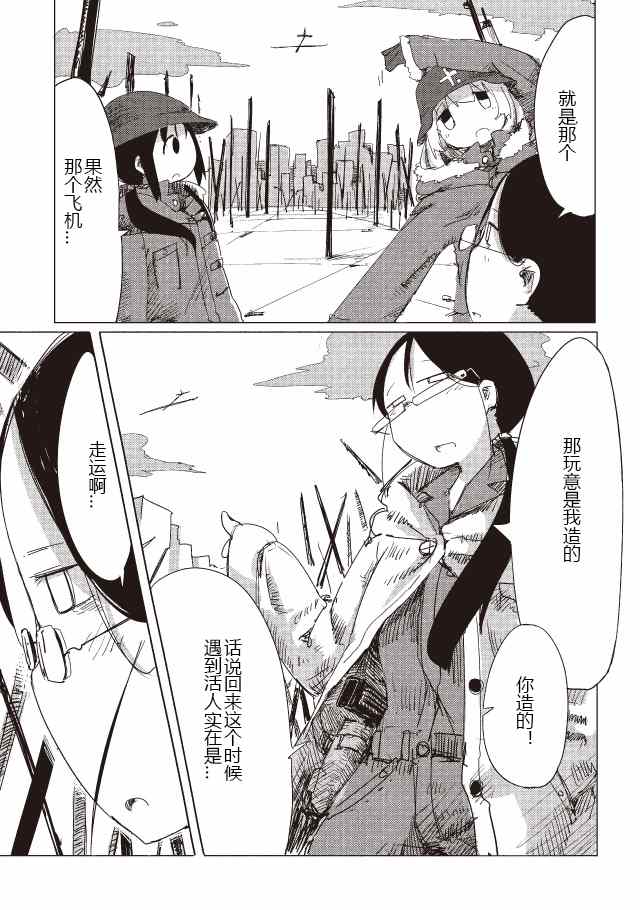 就是那个
果然
那个飞机…
那玩意是我造的
你造的！
话说回来这个时候
遇到活人实在是…
走运啊…